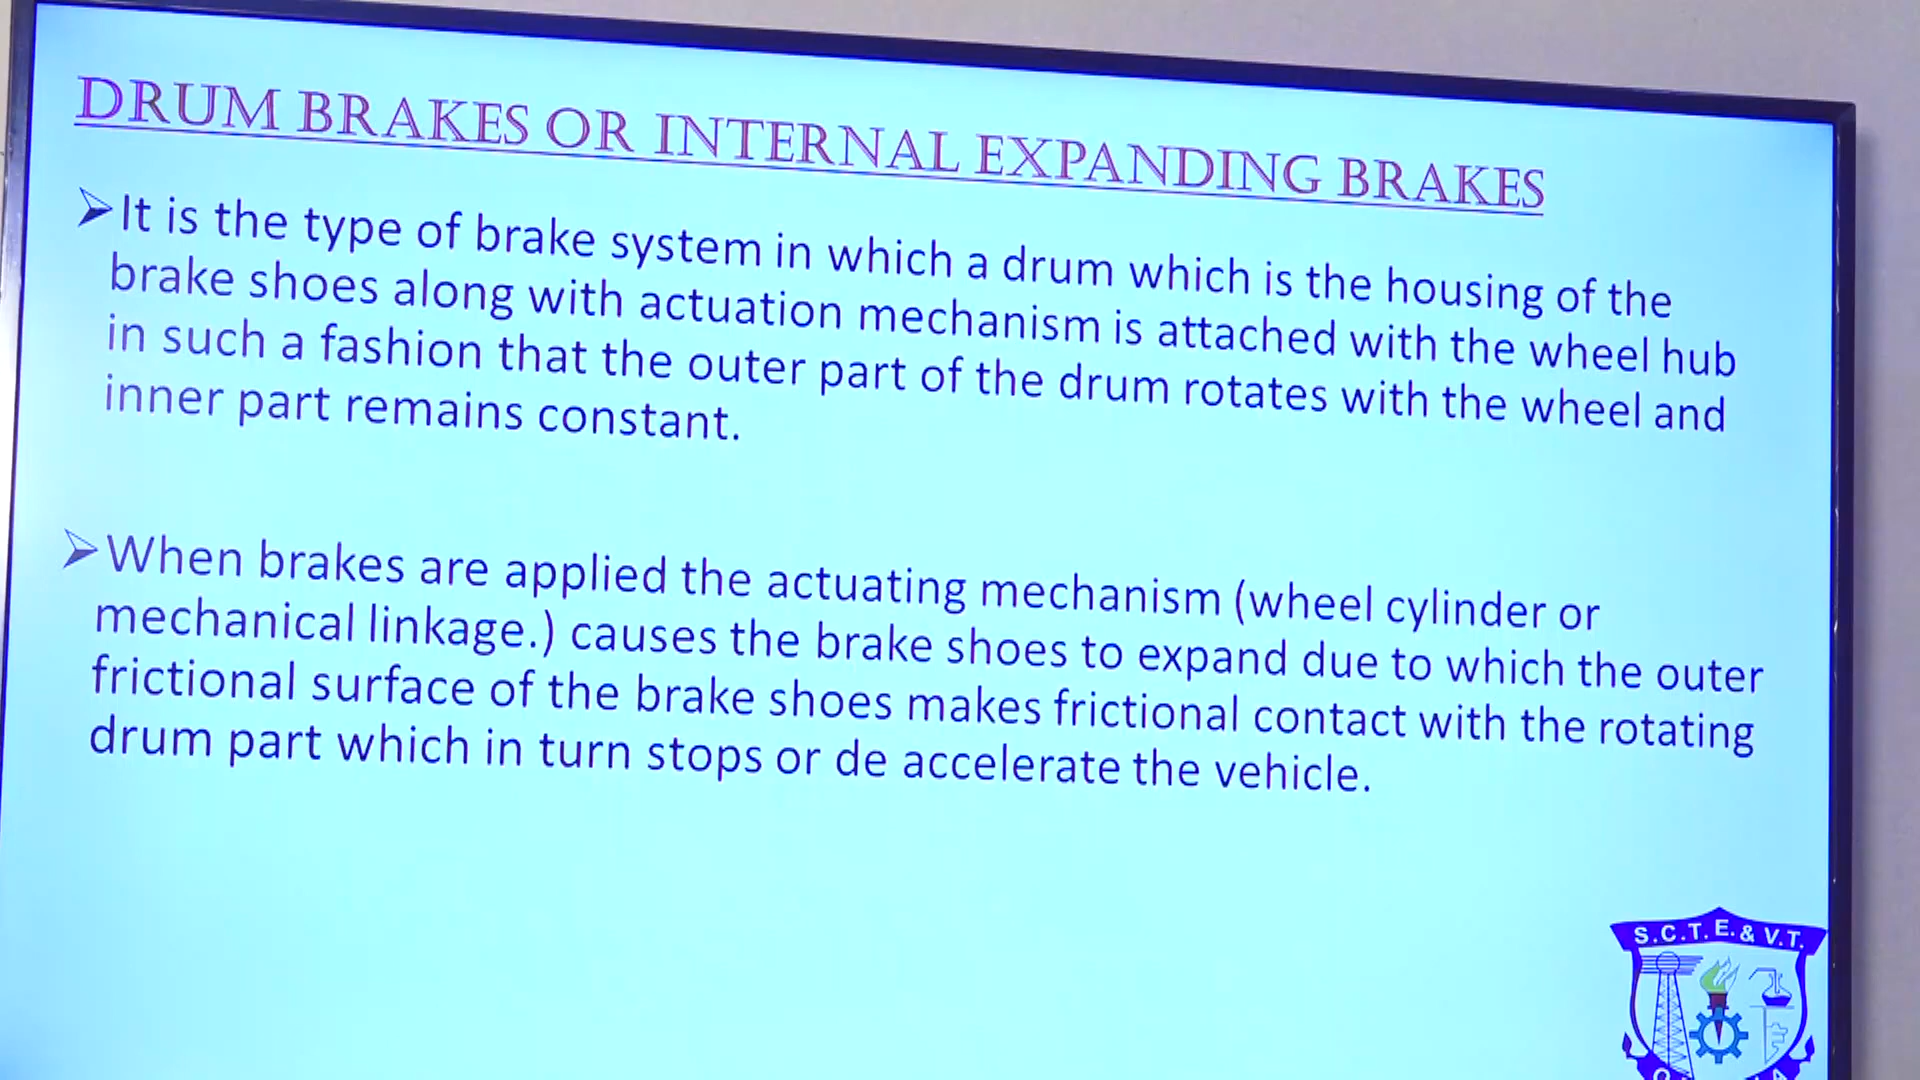 DRUM BRAKES OR INTERNAL EXPANDING BRAKES
➢It is the type of brake system in which a drum which is the housing of the
brake shoes along with actuation mechanism is attached with the wheel hub
in such a fashion that the outer part of the drum rotates with the wheel and
inner part remains constant.
➢When brakes are applied the actuating mechanism (wheel cylinder or
mechanical linkage.) causes the brake shoes to expand due to which the outer
frictional surface of the brake shoes makes frictional contact with the rotating
drum part which in turn stops or de accelerate the vehicle.
S.C.T.E.& V.T.